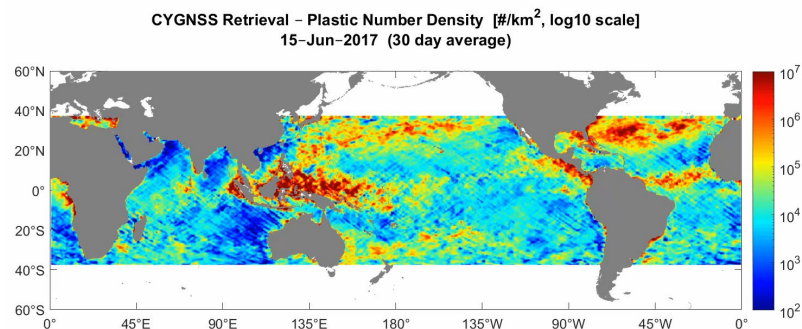 CYGNSS Retrieval − Plastic Number Density [#/km², log10 scale]
15−Jun−2017 (30 day average)
60°N
40°N
20°N
0°
20°S
40°S
60°S
0°
45°E
90°E
135°E
180°
135°W
90°W
45°W
0°
10⁷
10⁶
10⁵
10⁴
10³
10²